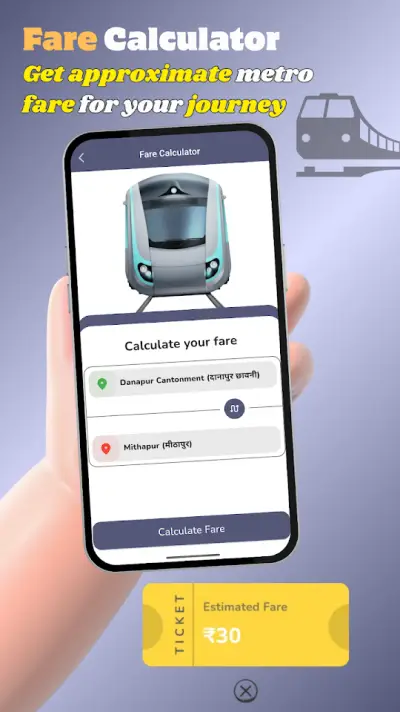 Fare Calculator
Get approximate metro
fare for your journey
Fare Calculator
Calculate your fare
Danapur Cantonment (दानापुर छावनी)
Mithapur (मीठापुर)
Calculate Fare
TICKET
Estimated Fare
₹30